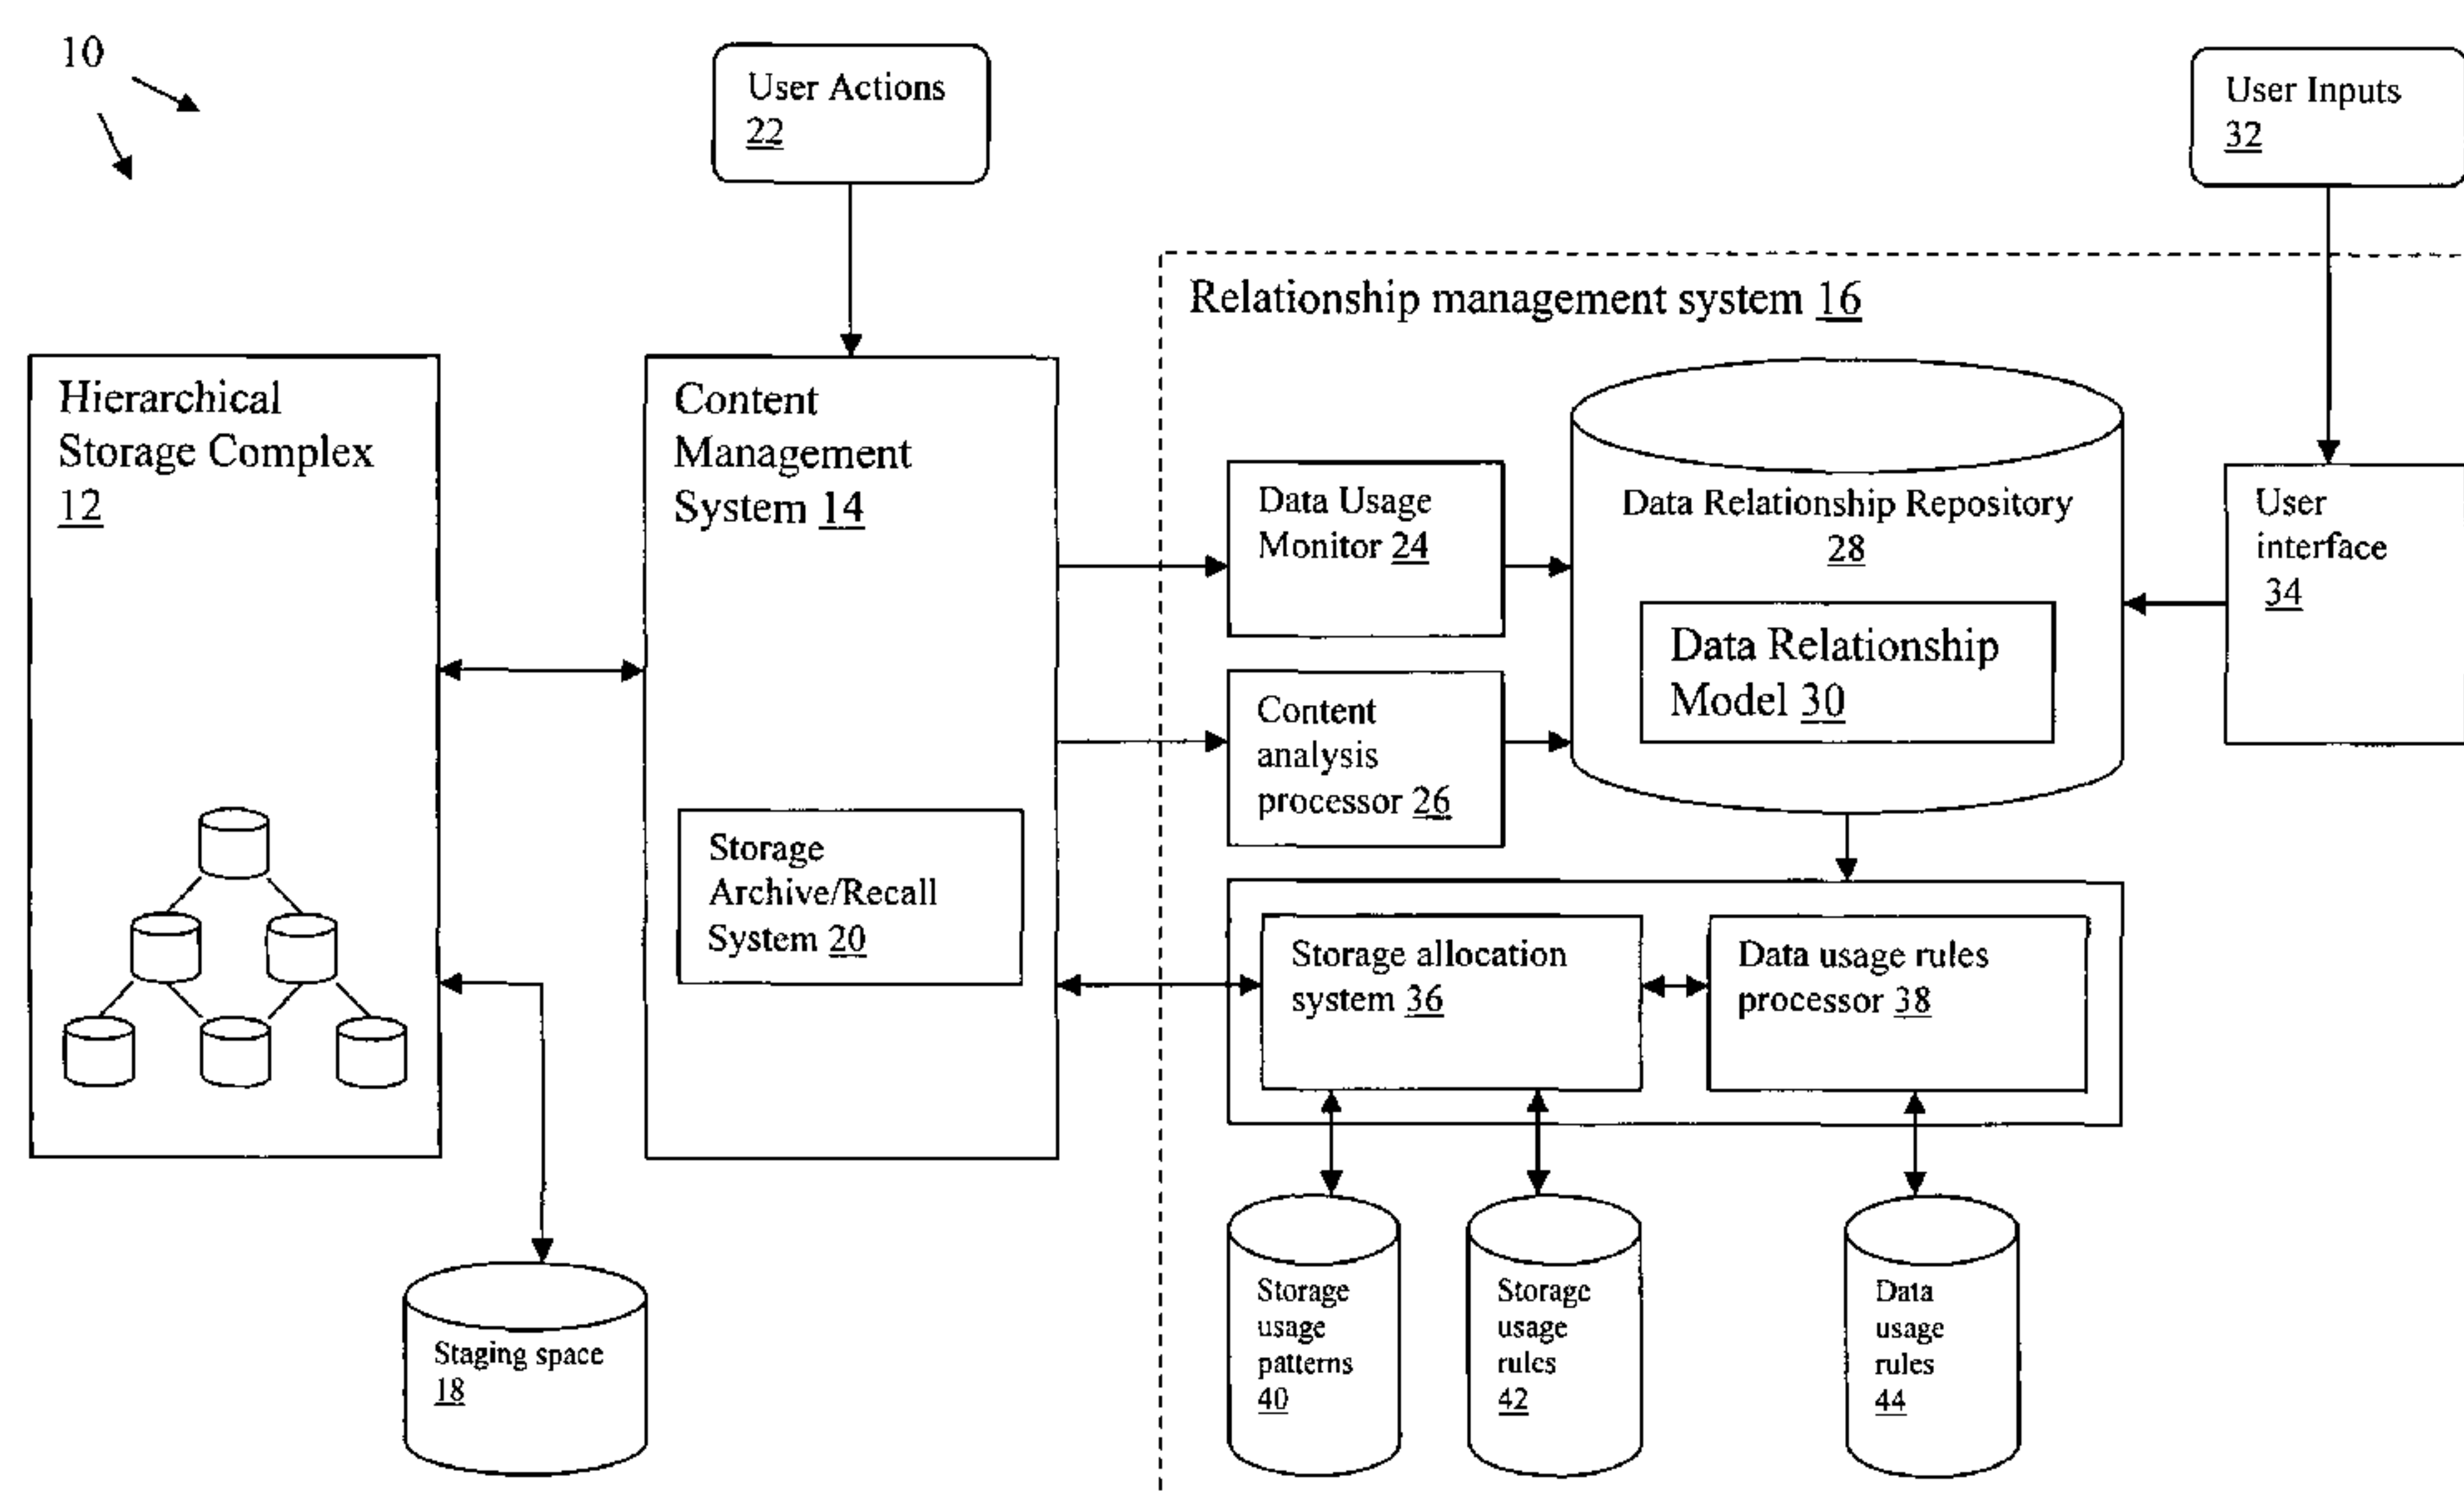 10
User Actions
22
User Inputs
32
Relationship management system 16
Hierarchical
Storage Complex
12
Content
Management
System 14
Storage
Archive/Recall
System 20
Data Usage
Monitor 24
Content
analysis
processor 26
Data Relationship Repository
28
Data Relationship
Model 30
User
interface
34
Storage allocation
system 36
Data usage rules
processor 38
Staging space
18
Storage
usage
patterns
40
Storage
usage
rules
42
Data
usage
rules
44